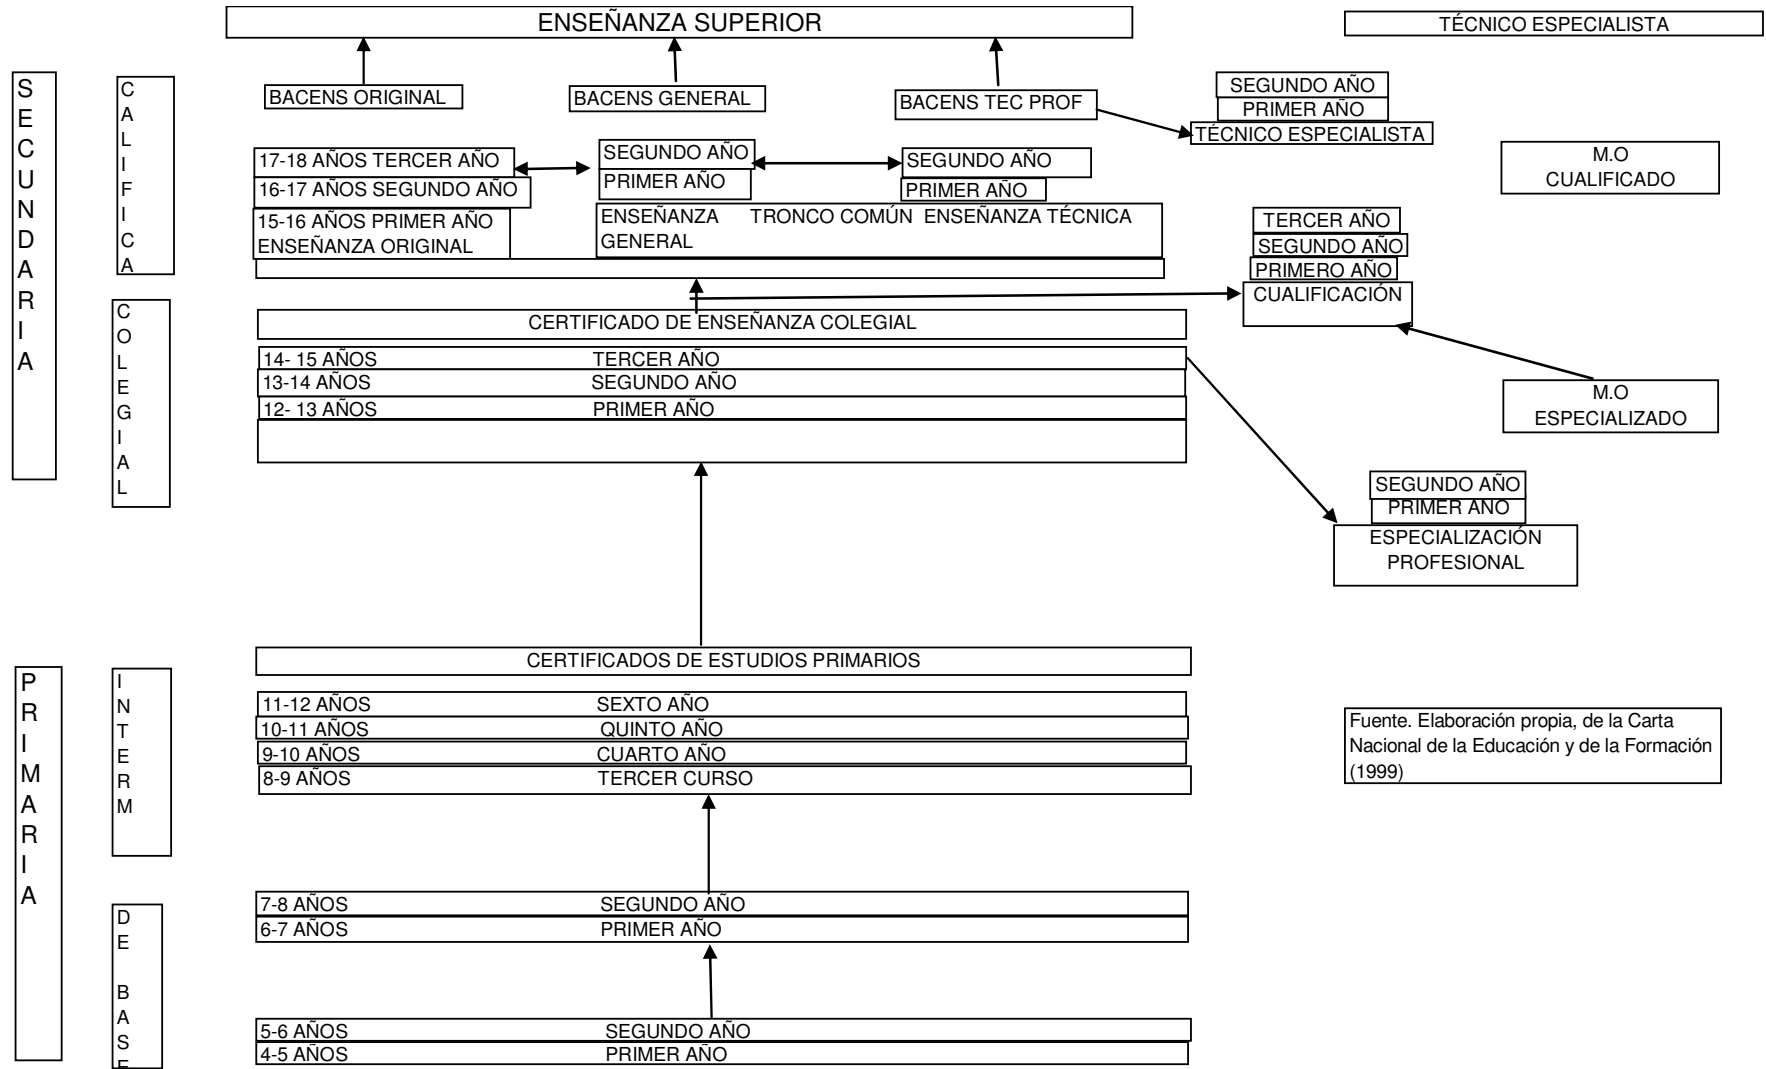 ENSEÑANZA SUPERIOR
TÉCNICO ESPECIALISTA
SECUNDARIA
CALIFICA
BACENS ORIGINAL
BACENS GENERAL
BACENS TEC PROF
SEGUNDO AÑO
PRIMER AÑO
TÉCNICO ESPECIALISTA
17-18 AÑOS TERCER AÑO
16-17 AÑOS SEGUNDO AÑO
15-16 AÑOS PRIMER AÑO
ENSEÑANZA ORIGINAL
SEGUNDO AÑO
PRIMER AÑO
SEGUNDO AÑO
PRIMER AÑO
ENSEÑANZA TRONCO COMÚN ENSEÑANZA TÉCNICA
GENERAL
M.O
CUALIFICADO
TERCER AÑO
SEGUNDO AÑO
PRIMERO AÑO
CUALIFICACIÓN
COLEGIAL
CERTIFICADO DE ENSEÑANZA COLEGIAL
14- 15 AÑOS TERCER AÑO
13-14 AÑOS SEGUNDO AÑO
12- 13 AÑOS PRIMER AÑO
M.O
ESPECIALIZADO
SEGUNDO AÑO
PRIMER AÑO
ESPECIALIZACIÓN
PROFESIONAL
PRIMARIA
INTERM
CERTIFICADOS DE ESTUDIOS PRIMARIOS
11-12 AÑOS SEXTO AÑO
10-11 AÑOS QUINTO AÑO
9-10 AÑOS CUARTO AÑO
8-9 AÑOS TERCER CURSO
Fuente. Elaboración propia, de la Carta
Nacional de la Educación y de la Formación
(1999)
DE BASE
7-8 AÑOS SEGUNDO AÑO
6-7 AÑOS PRIMER AÑO
5-6 AÑOS SEGUNDO AÑO
4-5 AÑOS PRIMER AÑO